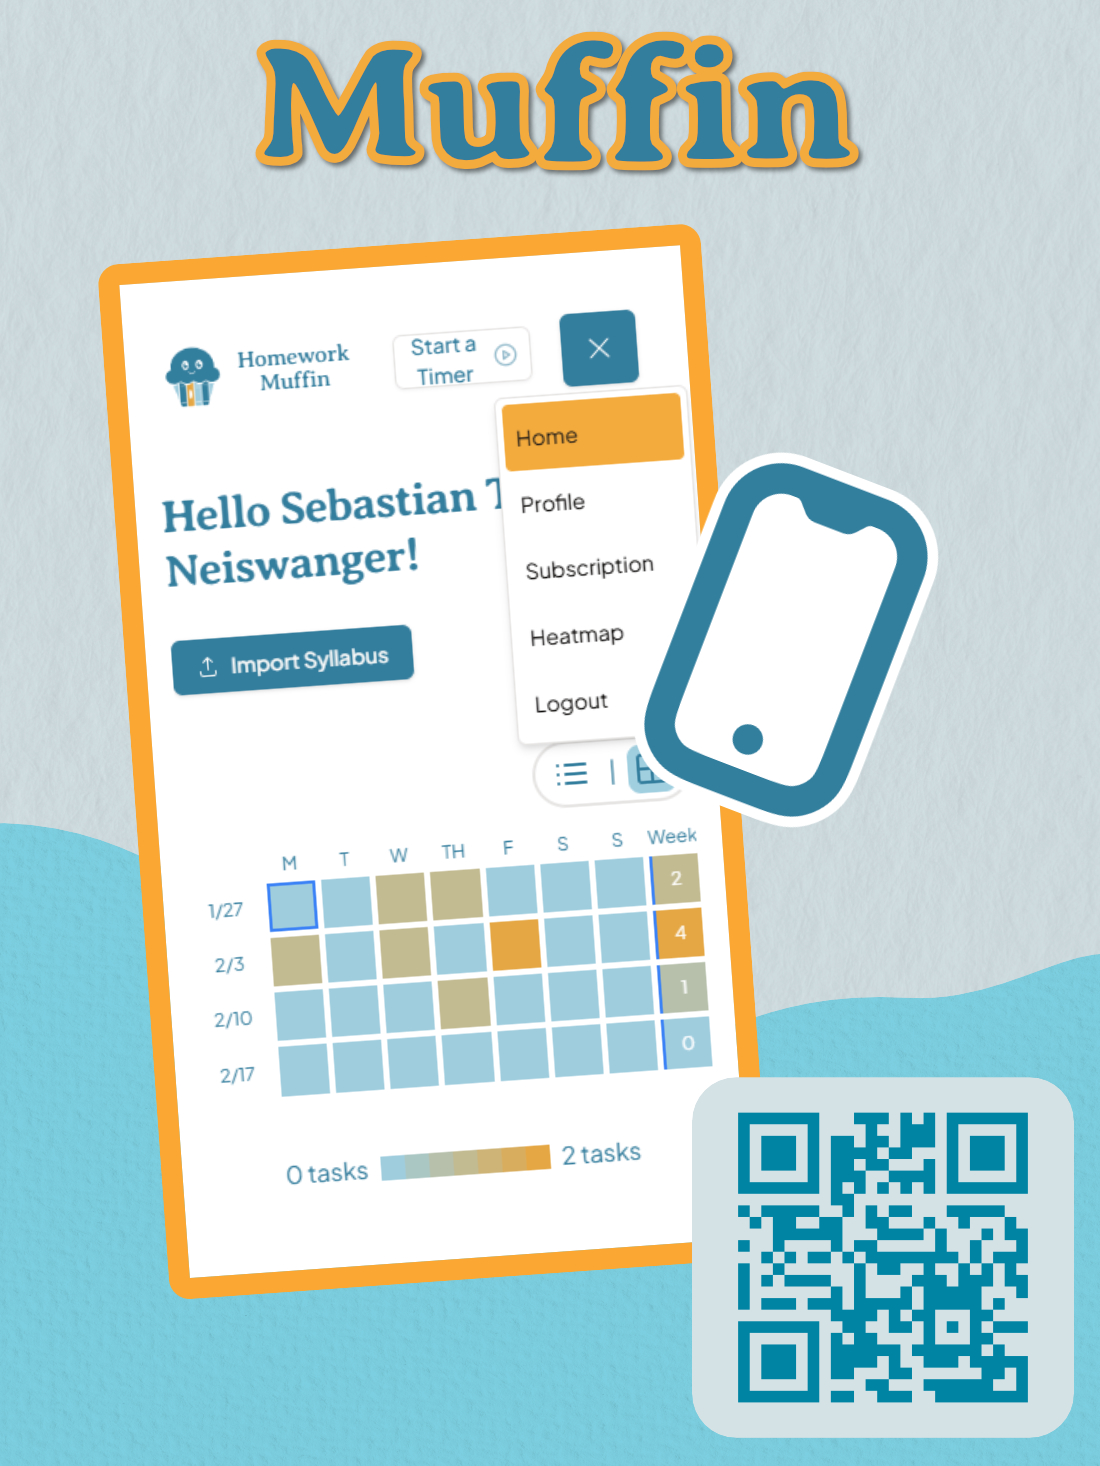 Muffin
Homework
Muffin
Start a
Timer
Home
Profile
Subscription
Heatmap
Logout
Hello Sebastian T
Neiswanger!
Import Syllabus
M T W TH F S S Week
1/27 2
2/3 4
2/10 1
2/17 0
0 tasks 2 tasks